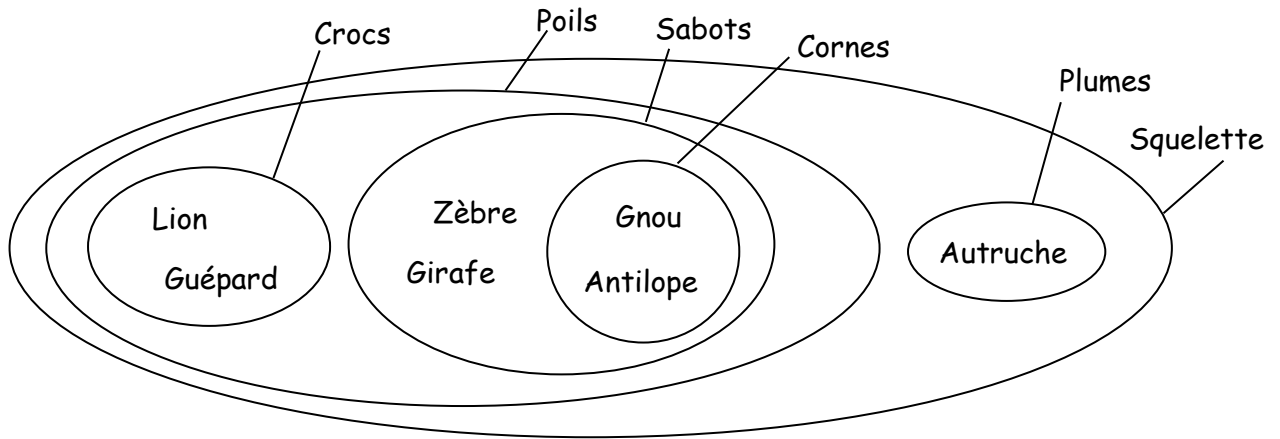 Crocs
Poils
Sabots
Cornes
Plumes
Squelette
Lion
Guépard
Zèbre
Girafe
Gnou
Antilope
Autruche